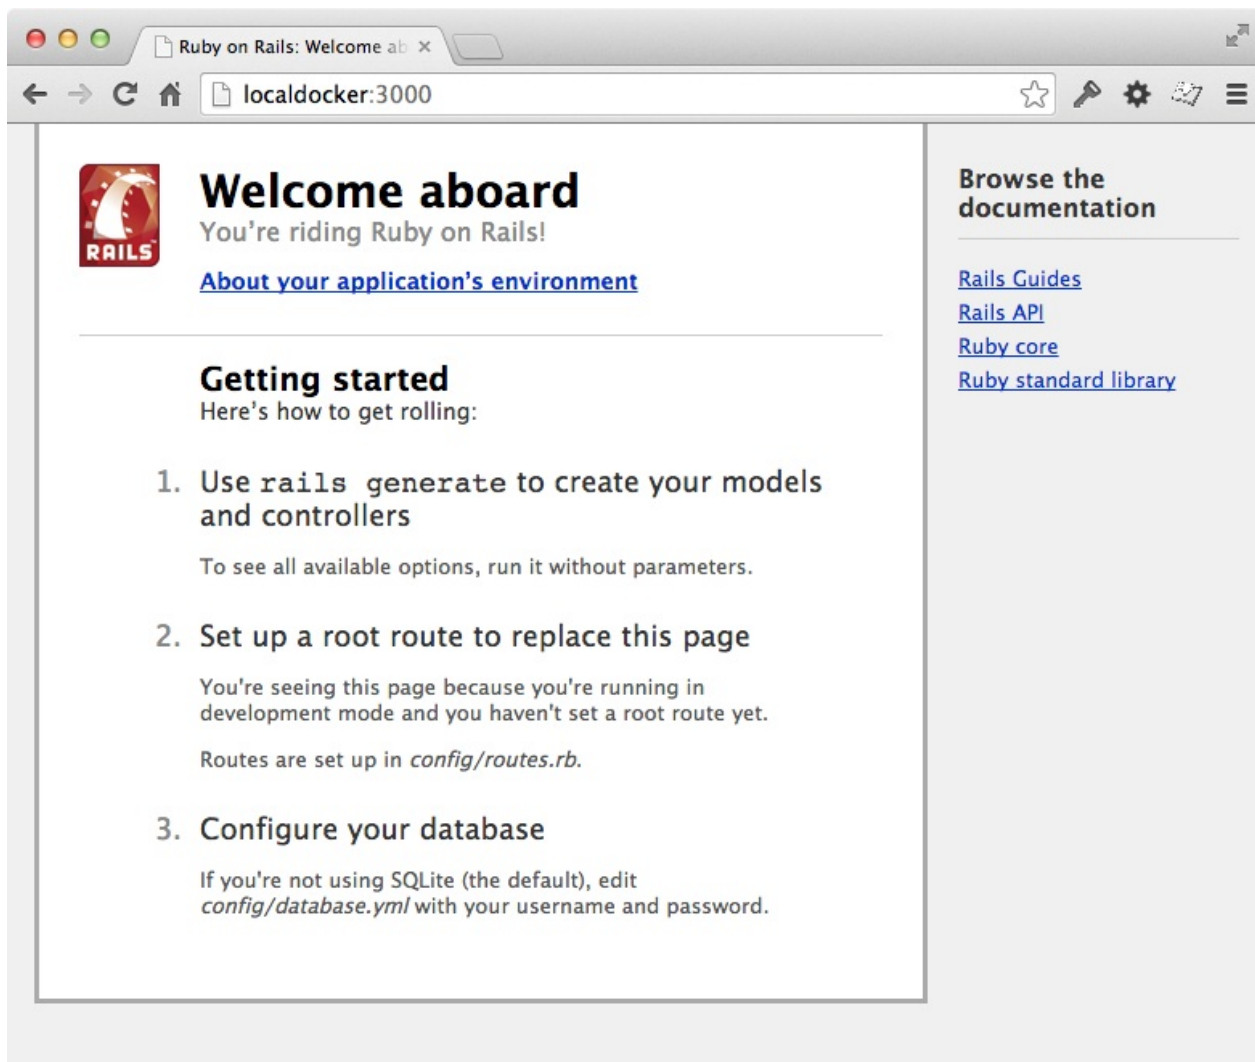 Ruby on Rails: Welcome ab
localdocker:3000
RAILS
Welcome aboard
You’re riding Ruby on Rails!
About your application’s environment
Getting started
Here’s how to get rolling:
1. Use rails generate to create your models
and controllers
To see all available options, run it without parameters.
2. Set up a root route to replace this page
You're seeing this page because you're running in
development mode and you haven't set a root route yet.
Routes are set up in config/routes.rb.
3. Configure your database
If you're not using SQLite (the default), edit
config/database.yml with your username and password.
Browse the
documentation
Rails Guides
Rails API
Ruby core
Ruby standard library